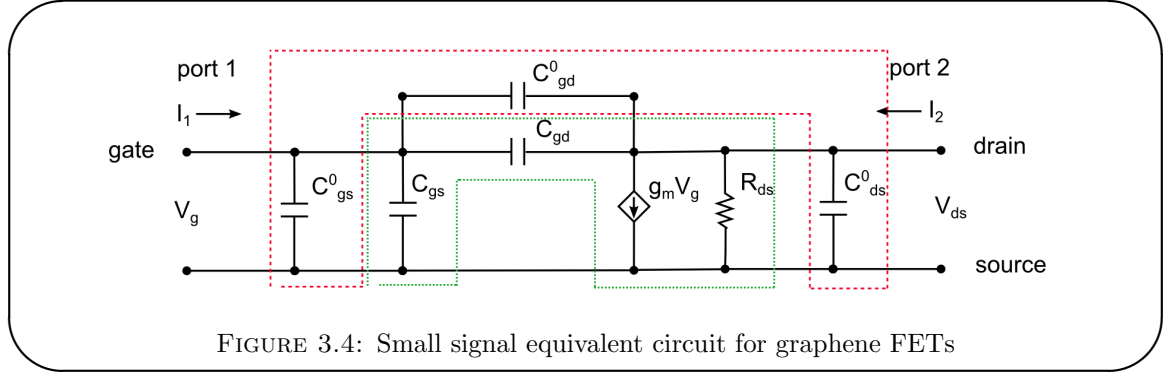 port 1
C⁰gd
port 2
I₁
I₂
Cgd
gate
drain
C⁰gs
Cgs
gmVg
Rds
C⁰ds
Vg
Vds
source
FIGURE 3.4: Small signal equivalent circuit for graphene FETs